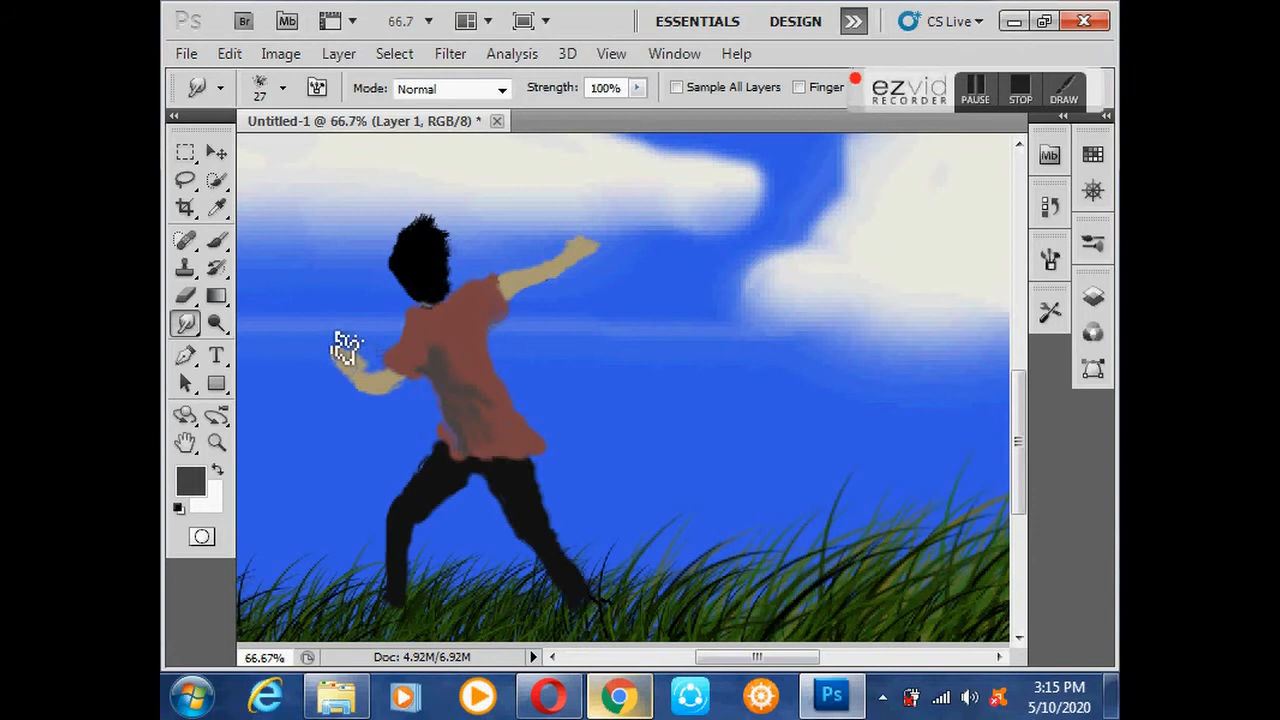 Ps Br Mb 66.7 ESSENTIALS DESIGN CS Live
File Edit Image Layer Select Filter Analysis 3D View Window Help
27 Mode: Normal Strength: 100% Sample All Layers Finger
ezvid RECORDER PAUSE STOP DRAW
Untitled-1 @ 66.7% (Layer 1, RGB/8) *
Mb
T
66.67% Doc: 4.92M/6.92M
Ps
3:15 PM
5/10/2020